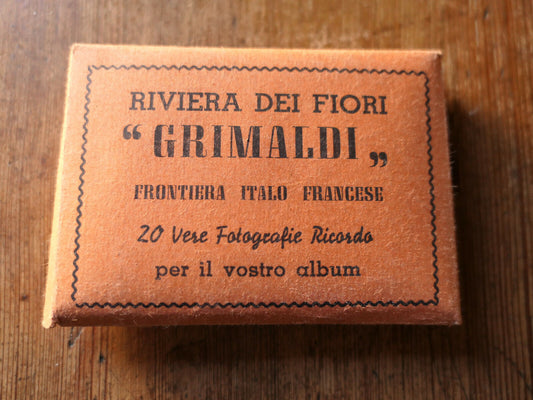 RIVIERA DEI FIORI
“GRIMALDI„
FRONTIERA ITALO FRANCESE
20 Vere Fotografie Ricordo
per il vostro album